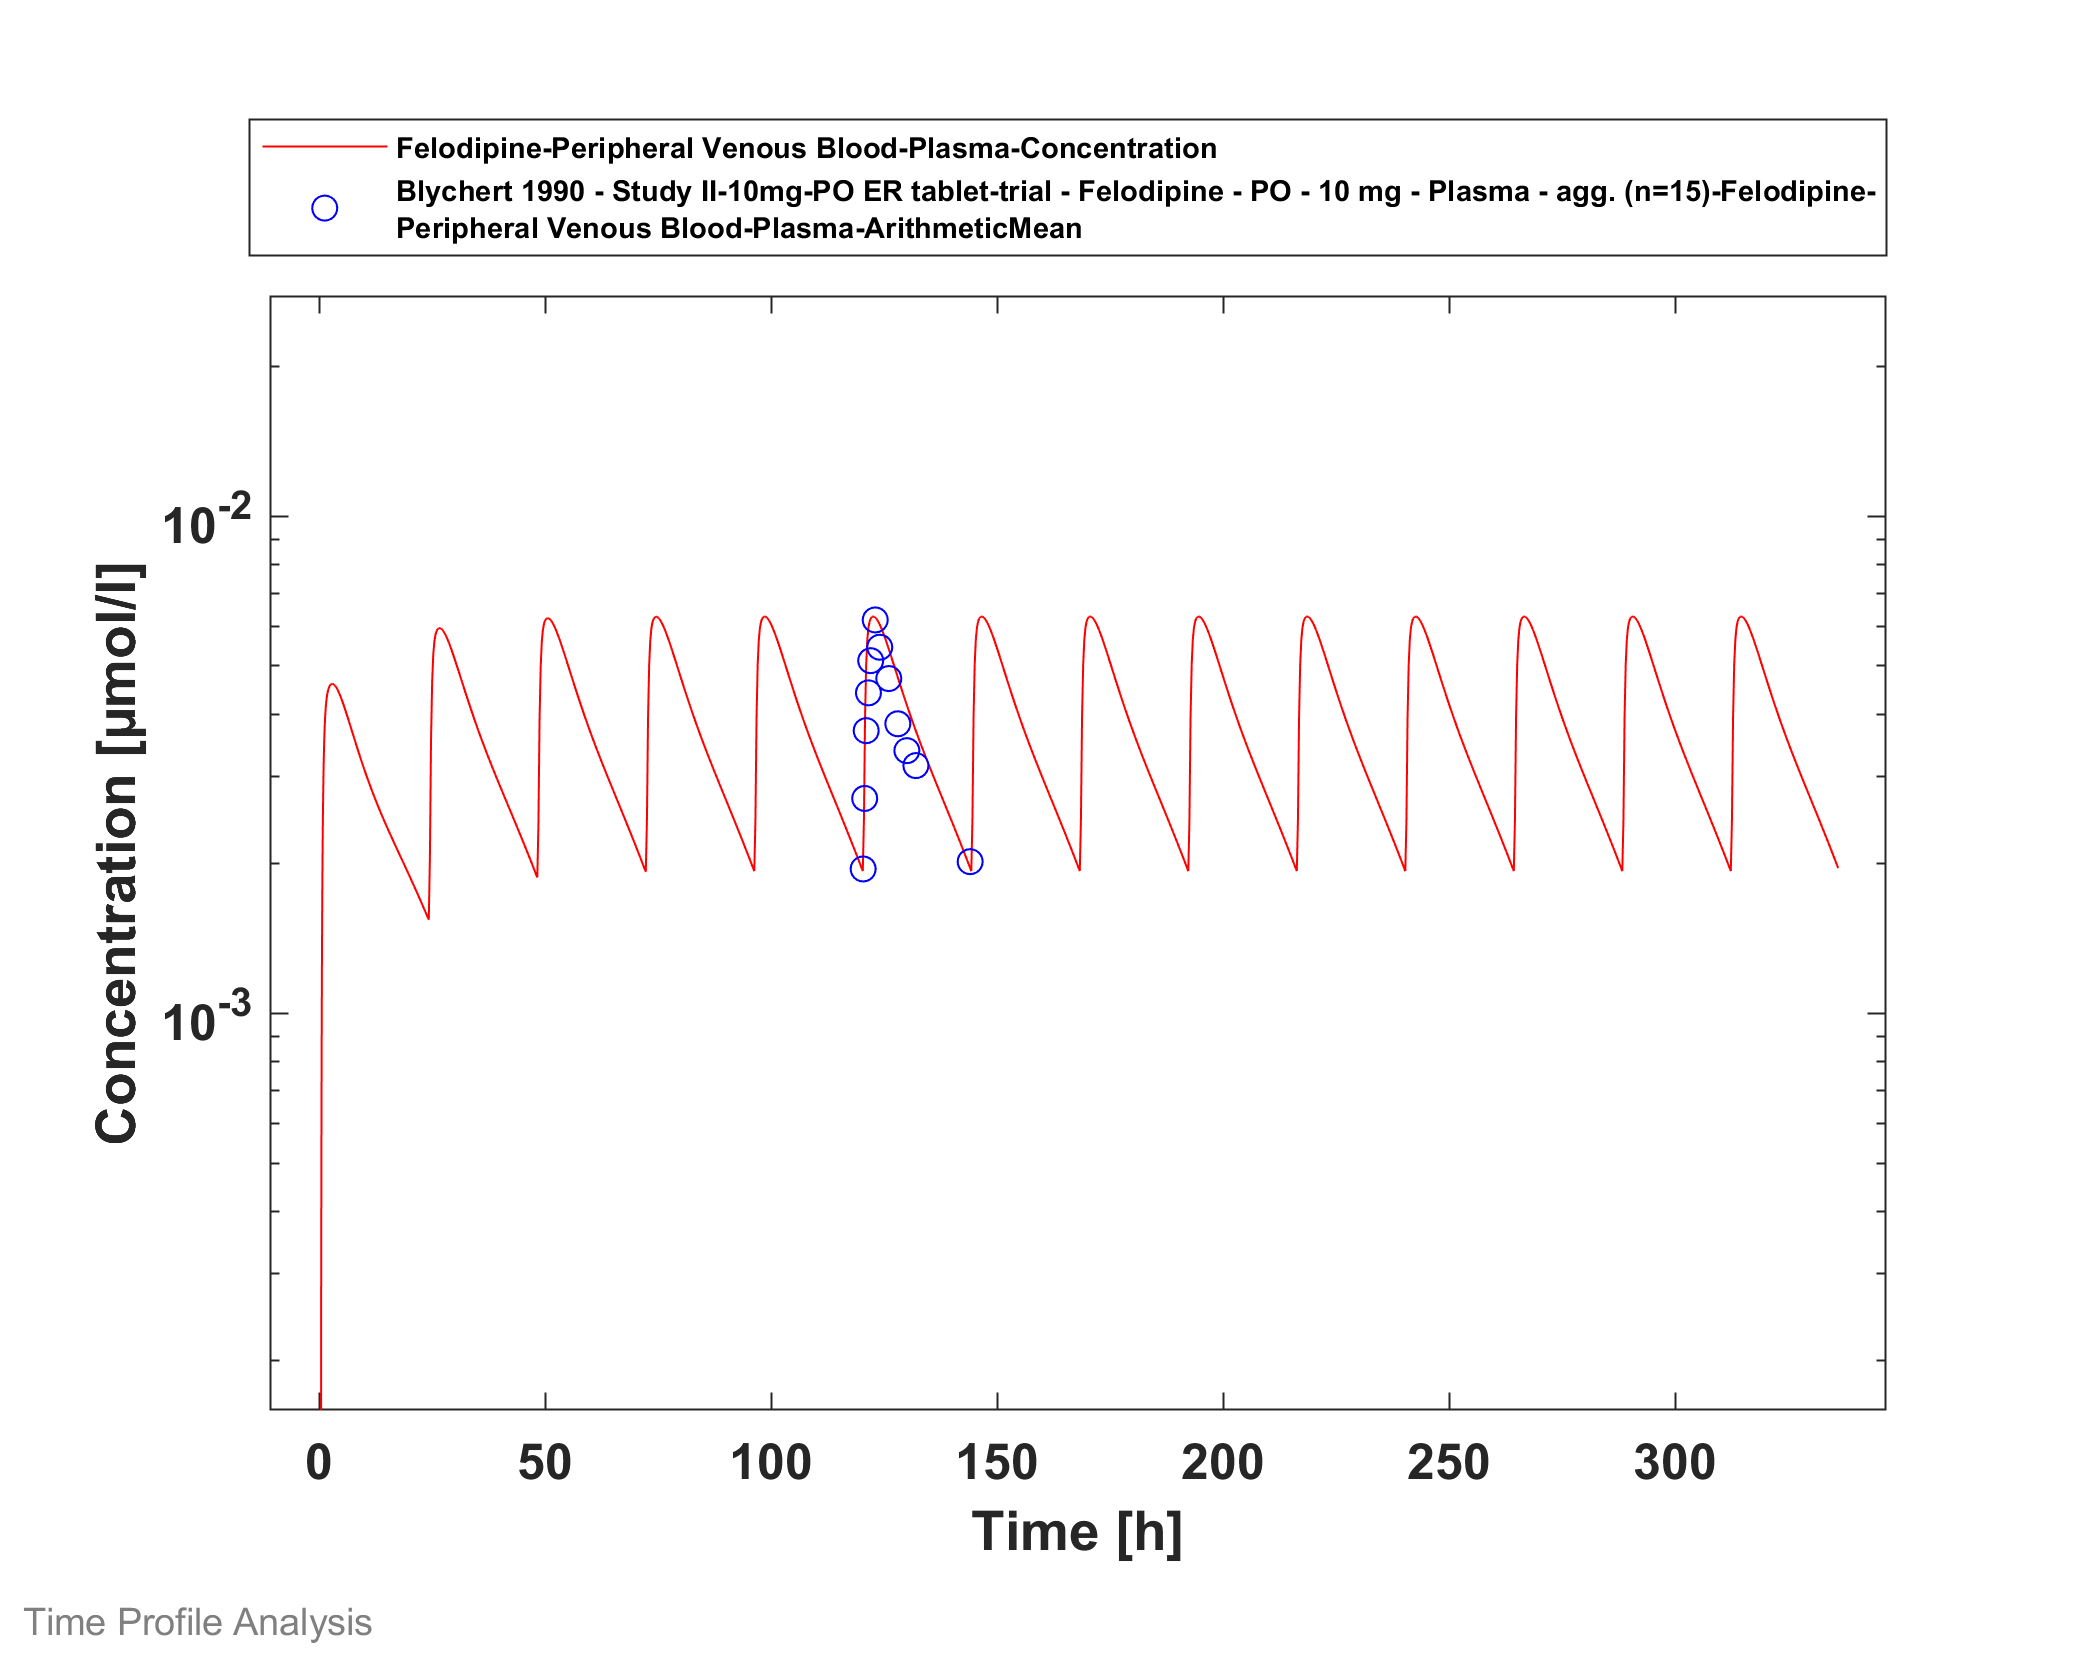 Felodipine-Peripheral Venous Blood-Plasma-Concentration
Blychert 1990 - Study II-10mg-PO ER tablet-trial - Felodipine - PO - 10 mg - Plasma - agg. (n=15)-Felodipine-
Peripheral Venous Blood-Plasma-ArithmeticMean
10⁻²
10⁻³
Concentration [µmol/l]
0 50 100 150 200 250 300
Time [h]
Time Profile Analysis